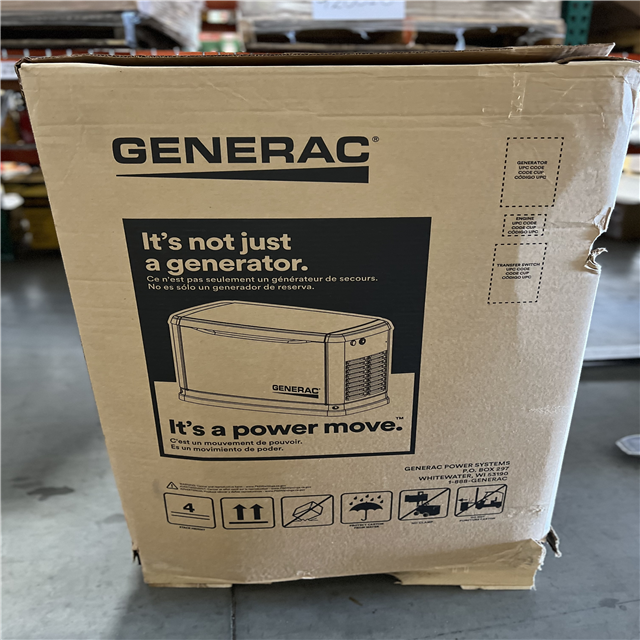 GENERAC®
GENERATOR
UPC CODE
CODE CUP
CÓDIGO UPC
ENGINE
UPC CODE
CODE CUP
CÓDIGO UPC
TRANSFER SWITCH
UPC CODE
CODE CUP
CÓDIGO UPC
It's not just
a generator.
Ce n'est pas seulement un générateur de secours.
No es sólo un generador de reserva.
GENERAC
It's a power move.™
C'est un mouvement de pouvoir.
Es un movimiento de poder.
GENERAC POWER SYSTEMS
P.O. BOX 297
WHITEWATER, WI 53190
1-888-GENERAC
4